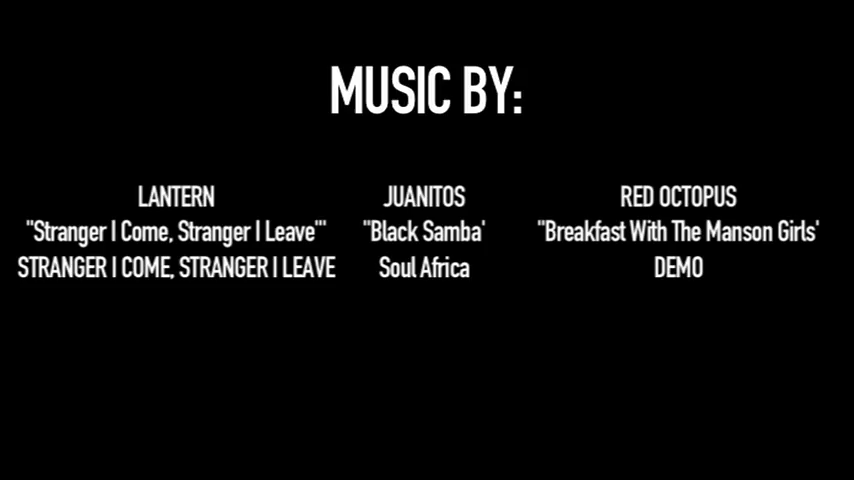 MUSIC BY:
LANTERN
"Stranger I Come, Stranger I Leave'"
STRANGER I COME, STRANGER I LEAVE
JUANITOS
"Black Samba'
Soul Africa
RED OCTOPUS
"Breakfast With The Manson Girls'
DEMO